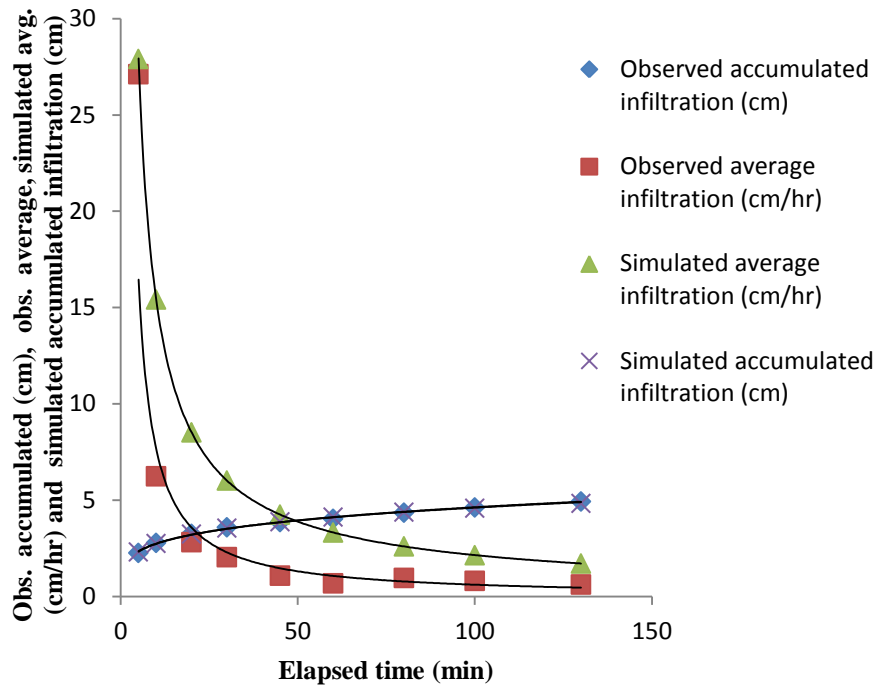 Obs. accumulated (cm), obs. average, simulated avg.
(cm/hr) and simulated accumulated infiltration (cm)
30
25
20
15
10
5
0
0
50
100
150
Elapsed time (min)
Observed accumulated
infiltration (cm)
Observed average
infiltration (cm/hr)
Simulated average
infiltration (cm/hr)
Simulated accumulated
infiltration (cm)